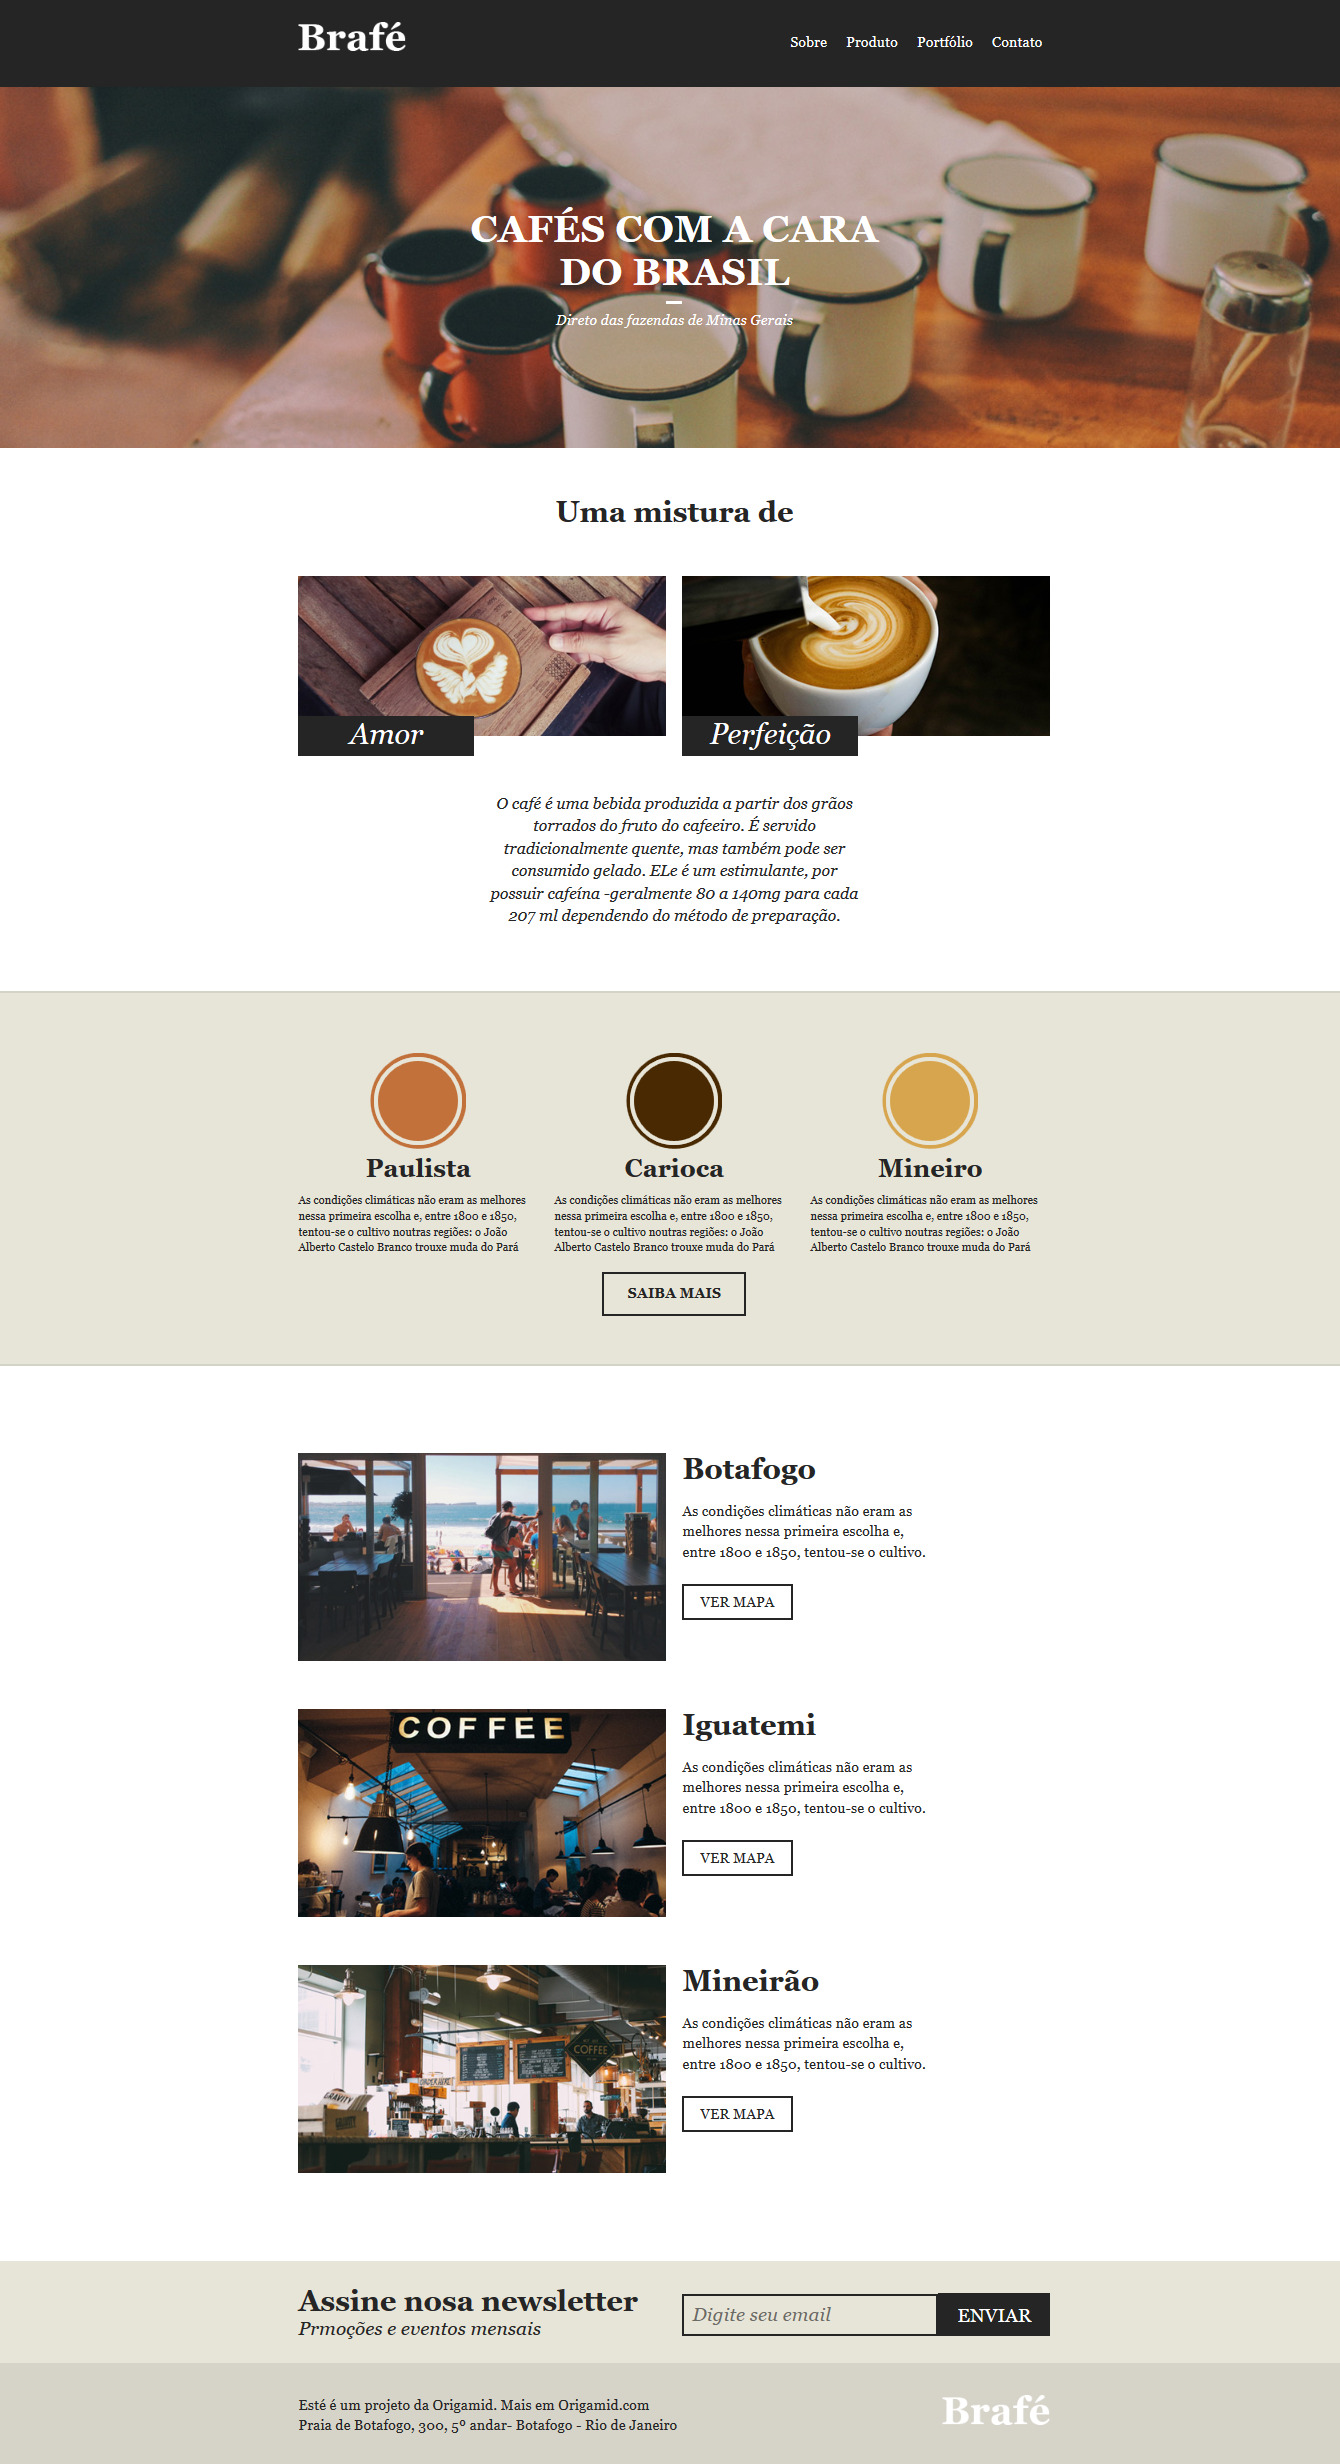 Brafé
Sobre Produto Portfólio Contato
CAFÉS COM A CARA
DO BRASIL
Direto das fazendas de Minas Gerais
Uma mistura de
Amor
Perfeição
O café é uma bebida produzida a partir dos grãos
torrados do fruto do cafeeiro. É servido
tradicionalmente quente, mas também pode ser
consumido gelado. ELe é um estimulante, por
possuir cafeína -geralmente 80 a 140mg para cada
207 ml dependendo do método de preparação.
Paulista
As condições climáticas não eram as melhores
nessa primeira escolha e, entre 1800 e 1850,
tentou-se o cultivo noutras regiões: o João
Alberto Castelo Branco trouxe muda do Pará
Carioca
As condições climáticas não eram as melhores
nessa primeira escolha e, entre 1800 e 1850,
tentou-se o cultivo noutras regiões: o João
Alberto Castelo Branco trouxe muda do Pará
Mineiro
As condições climáticas não eram as melhores
nessa primeira escolha e, entre 1800 e 1850,
tentou-se o cultivo noutras regiões: o João
Alberto Castelo Branco trouxe muda do Pará
SAIBA MAIS
Botafogo
As condições climáticas não eram as
melhores nessa primeira escolha e,
entre 1800 e 1850, tentou-se o cultivo.
VER MAPA
COFFEE
Iguatemi
As condições climáticas não eram as
melhores nessa primeira escolha e,
entre 1800 e 1850, tentou-se o cultivo.
VER MAPA
COFFEE
ORDER HERE
GRAVITY
Mineirão
As condições climáticas não eram as
melhores nessa primeira escolha e,
entre 1800 e 1850, tentou-se o cultivo.
VER MAPA
Assine nosa newsletter
Prmoções e eventos mensais
Digite seu email
ENVIAR
Esté é um projeto da Origamid. Mais em Origamid.com
Praia de Botafogo, 300, 5º andar- Botafogo - Rio de Janeiro
Brafé